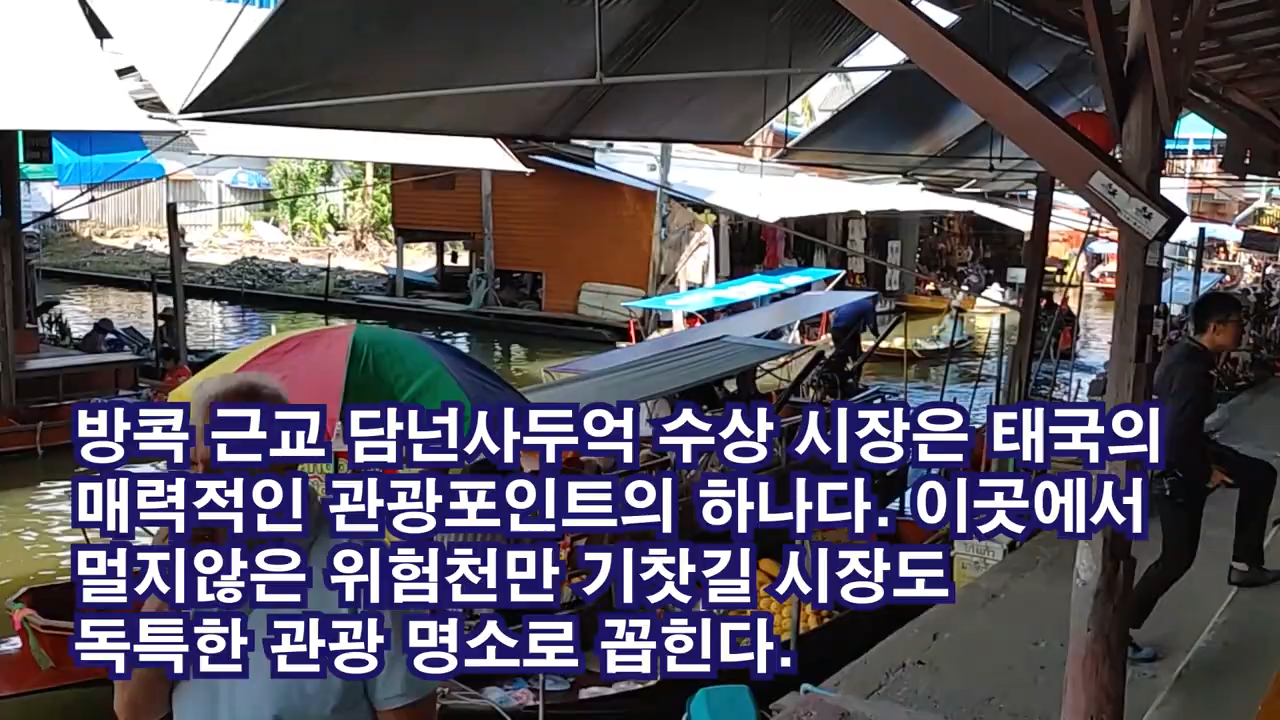 방콕 근교 담넌사두억 수상 시장은 태국의
매력적인 관광포인트의 하나다. 이곳에서
멀지않은 위험천만 기찻길 시장도
독특한 관광 명소로 꼽힌다.